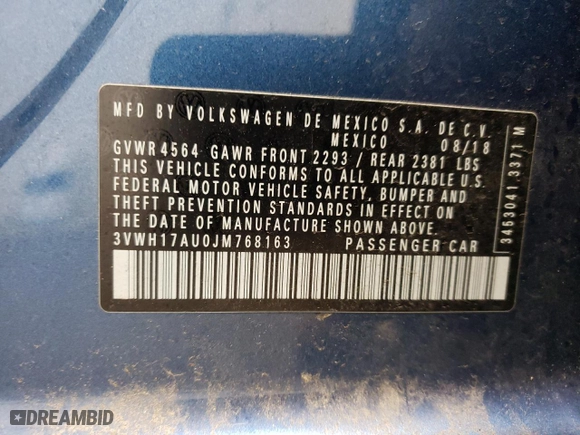 MFD BY VOLKSWAGEN DE MEXICO S.A. DE C.V.
MEXICO 08/18
GVWR 4564 GAWR FRONT 2293 / REAR 2381 LBS
THIS VEHICLE CONFORMS TO ALL APPLICABLE U.S.
FEDERAL MOTOR VEHICLE SAFETY, BUMPER AND
THEFT PREVENTION STANDARDS IN EFFECT ON
THE DATE OF MANUFACTURE SHOWN ABOVE.
3VWH17AU0JM768163 PASSENGER CAR
3453041 3371 M
DREAMBID